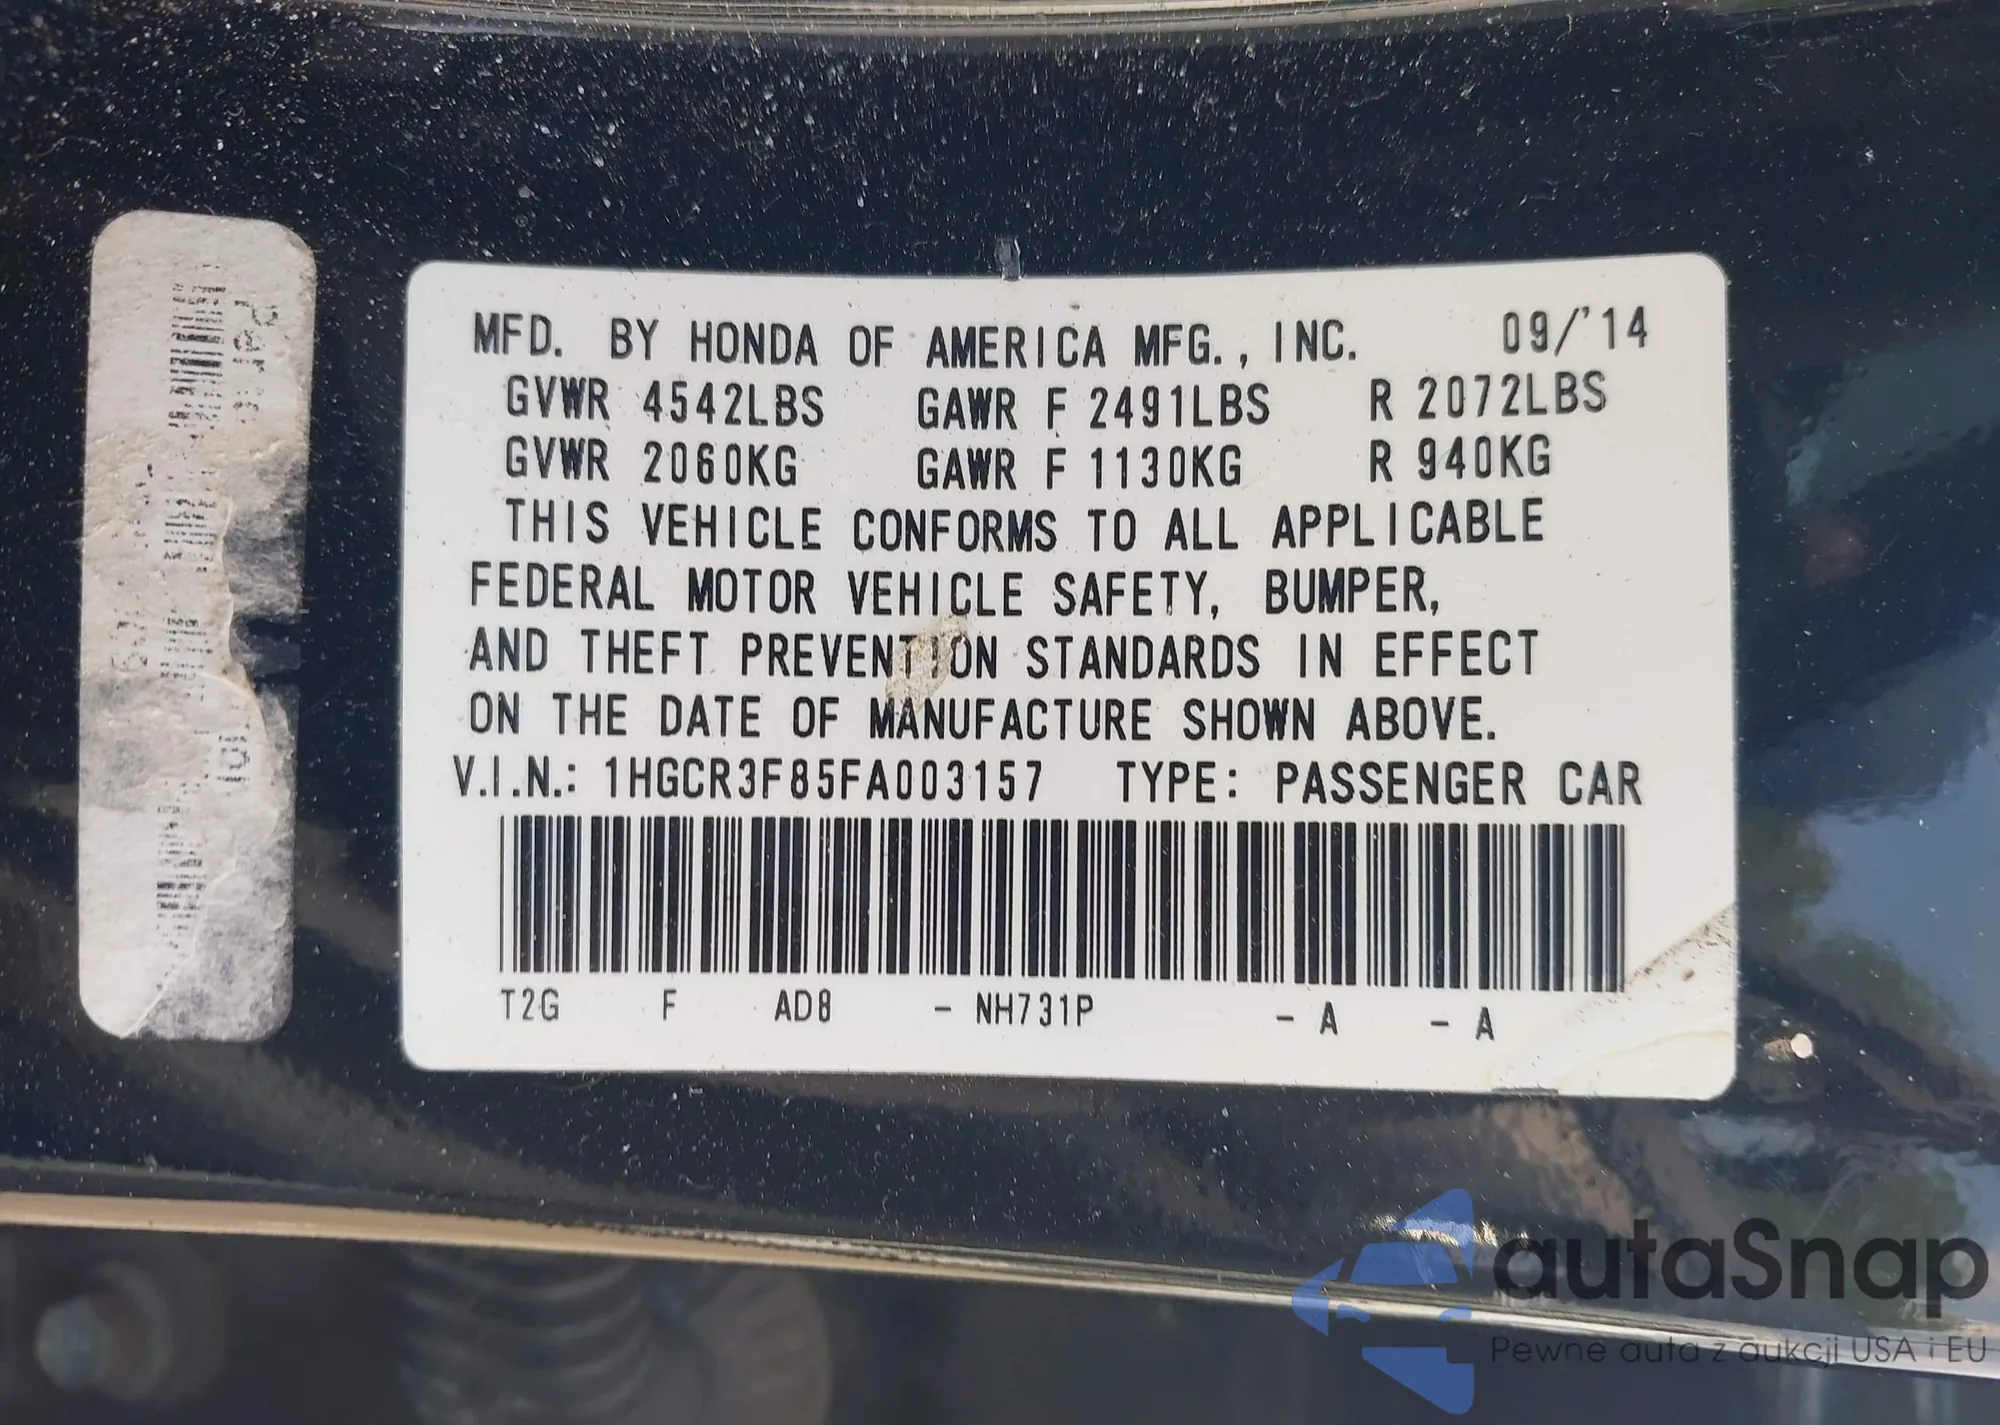 MFD. BY HONDA OF AMERICA MFG., INC. 09/'14
GVWR 4542LBS GAWR F 2491LBS R 2072LBS
GVWR 2060KG GAWR F 1130KG R 940KG
THIS VEHICLE CONFORMS TO ALL APPLICABLE
FEDERAL MOTOR VEHICLE SAFETY, BUMPER,
AND THEFT PREVENTION STANDARDS IN EFFECT
ON THE DATE OF MANUFACTURE SHOWN ABOVE.
V.I.N.: 1HGCR3F85FA003157 TYPE: PASSENGER CAR
T2G F AD8 - NH731P - A - A
autaSnap
Pewne auta z aukcji USA i EU